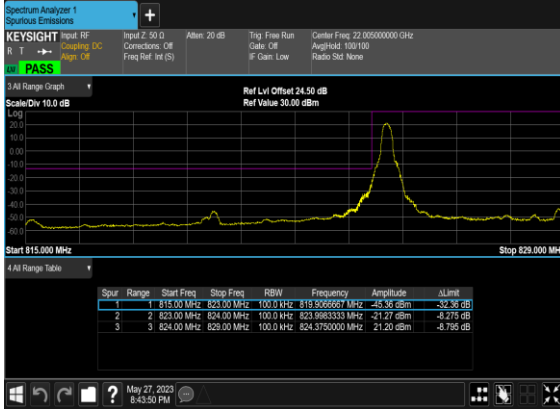 Spectrum Analyzer 1
Spurious Emissions
+
KEYSIGHT Input: RF Input Z: 50 Ω Atten: 20 dB Trig: Free Run Center Freq: 22.005000000 GHz
R T Coupling: DC Corrections: Off Gate: Off Avg|Hold: 100/100
Align: Off Freq Ref: Int (S) IF Gain: Low Radio Std: None
PASS
3 All Range Graph
Ref Lvl Offset 24.50 dB
Scale/Div 10.0 dB Ref Value 30.00 dBm
Log
20.0
10.0
0.00
-10.0
-20.0
-30.0
-40.0
-50.0
-60.0
Start 815.000 MHz Stop 829.000 MH
4 All Range Table
Spur Range Start Freq Stop Freq RBW Frequency Amplitude ΔLimit
1 1 815.00 MHz 823.00 MHz 100.0 kHz 819.9066667 MHz -45.36 dBm -32.36 dB
2 2 823.00 MHz 824.00 MHz 100.0 kHz 823.9983333 MHz -21.27 dBm -8.275 dB
3 3 824.00 MHz 829.00 MHz 100.0 kHz 824.3750000 MHz 21.20 dBm -8.795 dB
? May 27, 2023
8:43:50 PM